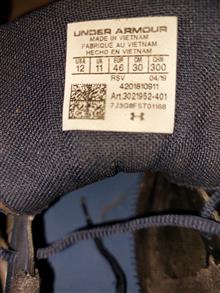 UNDER ARMOUR
MADE IN VIETNAM
FABRIQUÉ AU VIETNAM
HECHO EN VIETNAM
USA UK EUR CM CHN
12 11 46 30 300
RSV 04/19
4201810911
Art.3021952-401
7J3G8FST01168